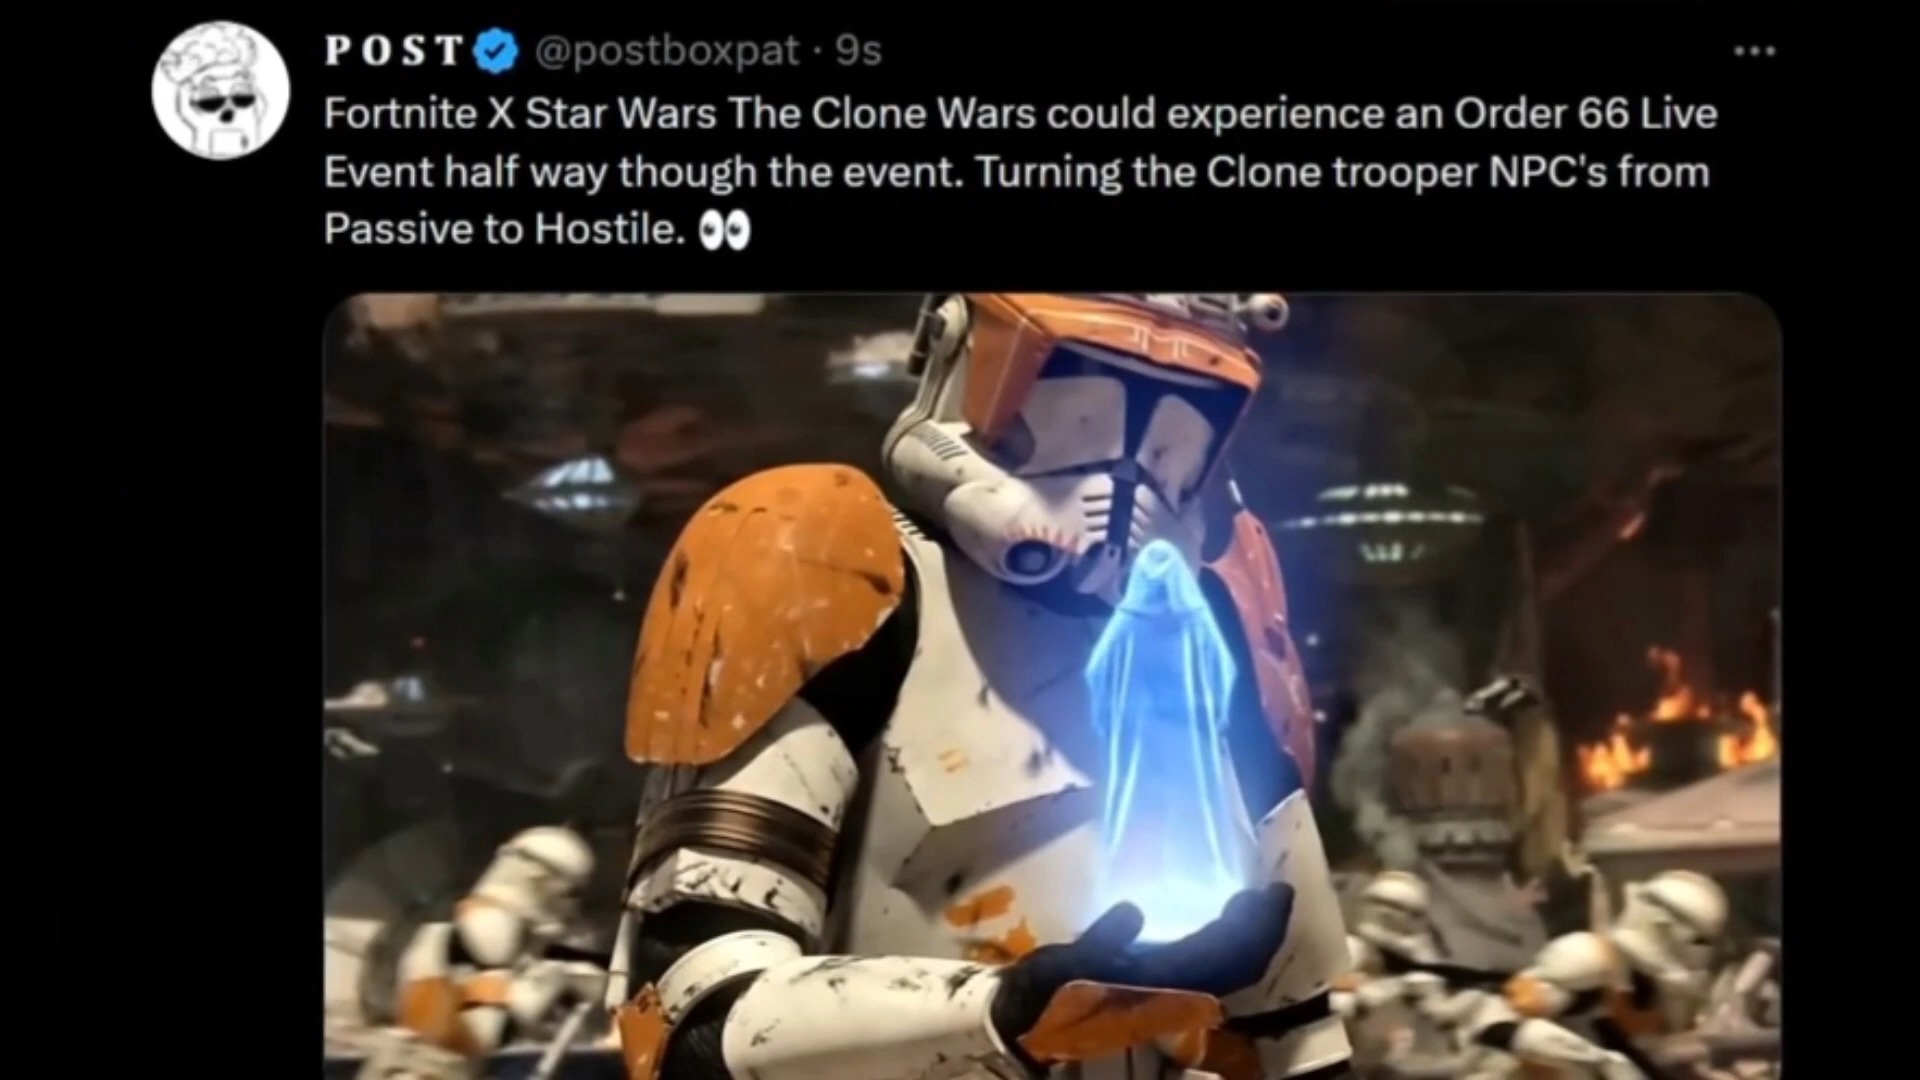 POST @postboxpat · 9s
Fortnite X Star Wars The Clone Wars could experience an Order 66 Live
Event half way though the event. Turning the Clone trooper NPC's from
Passive to Hostile. 👀